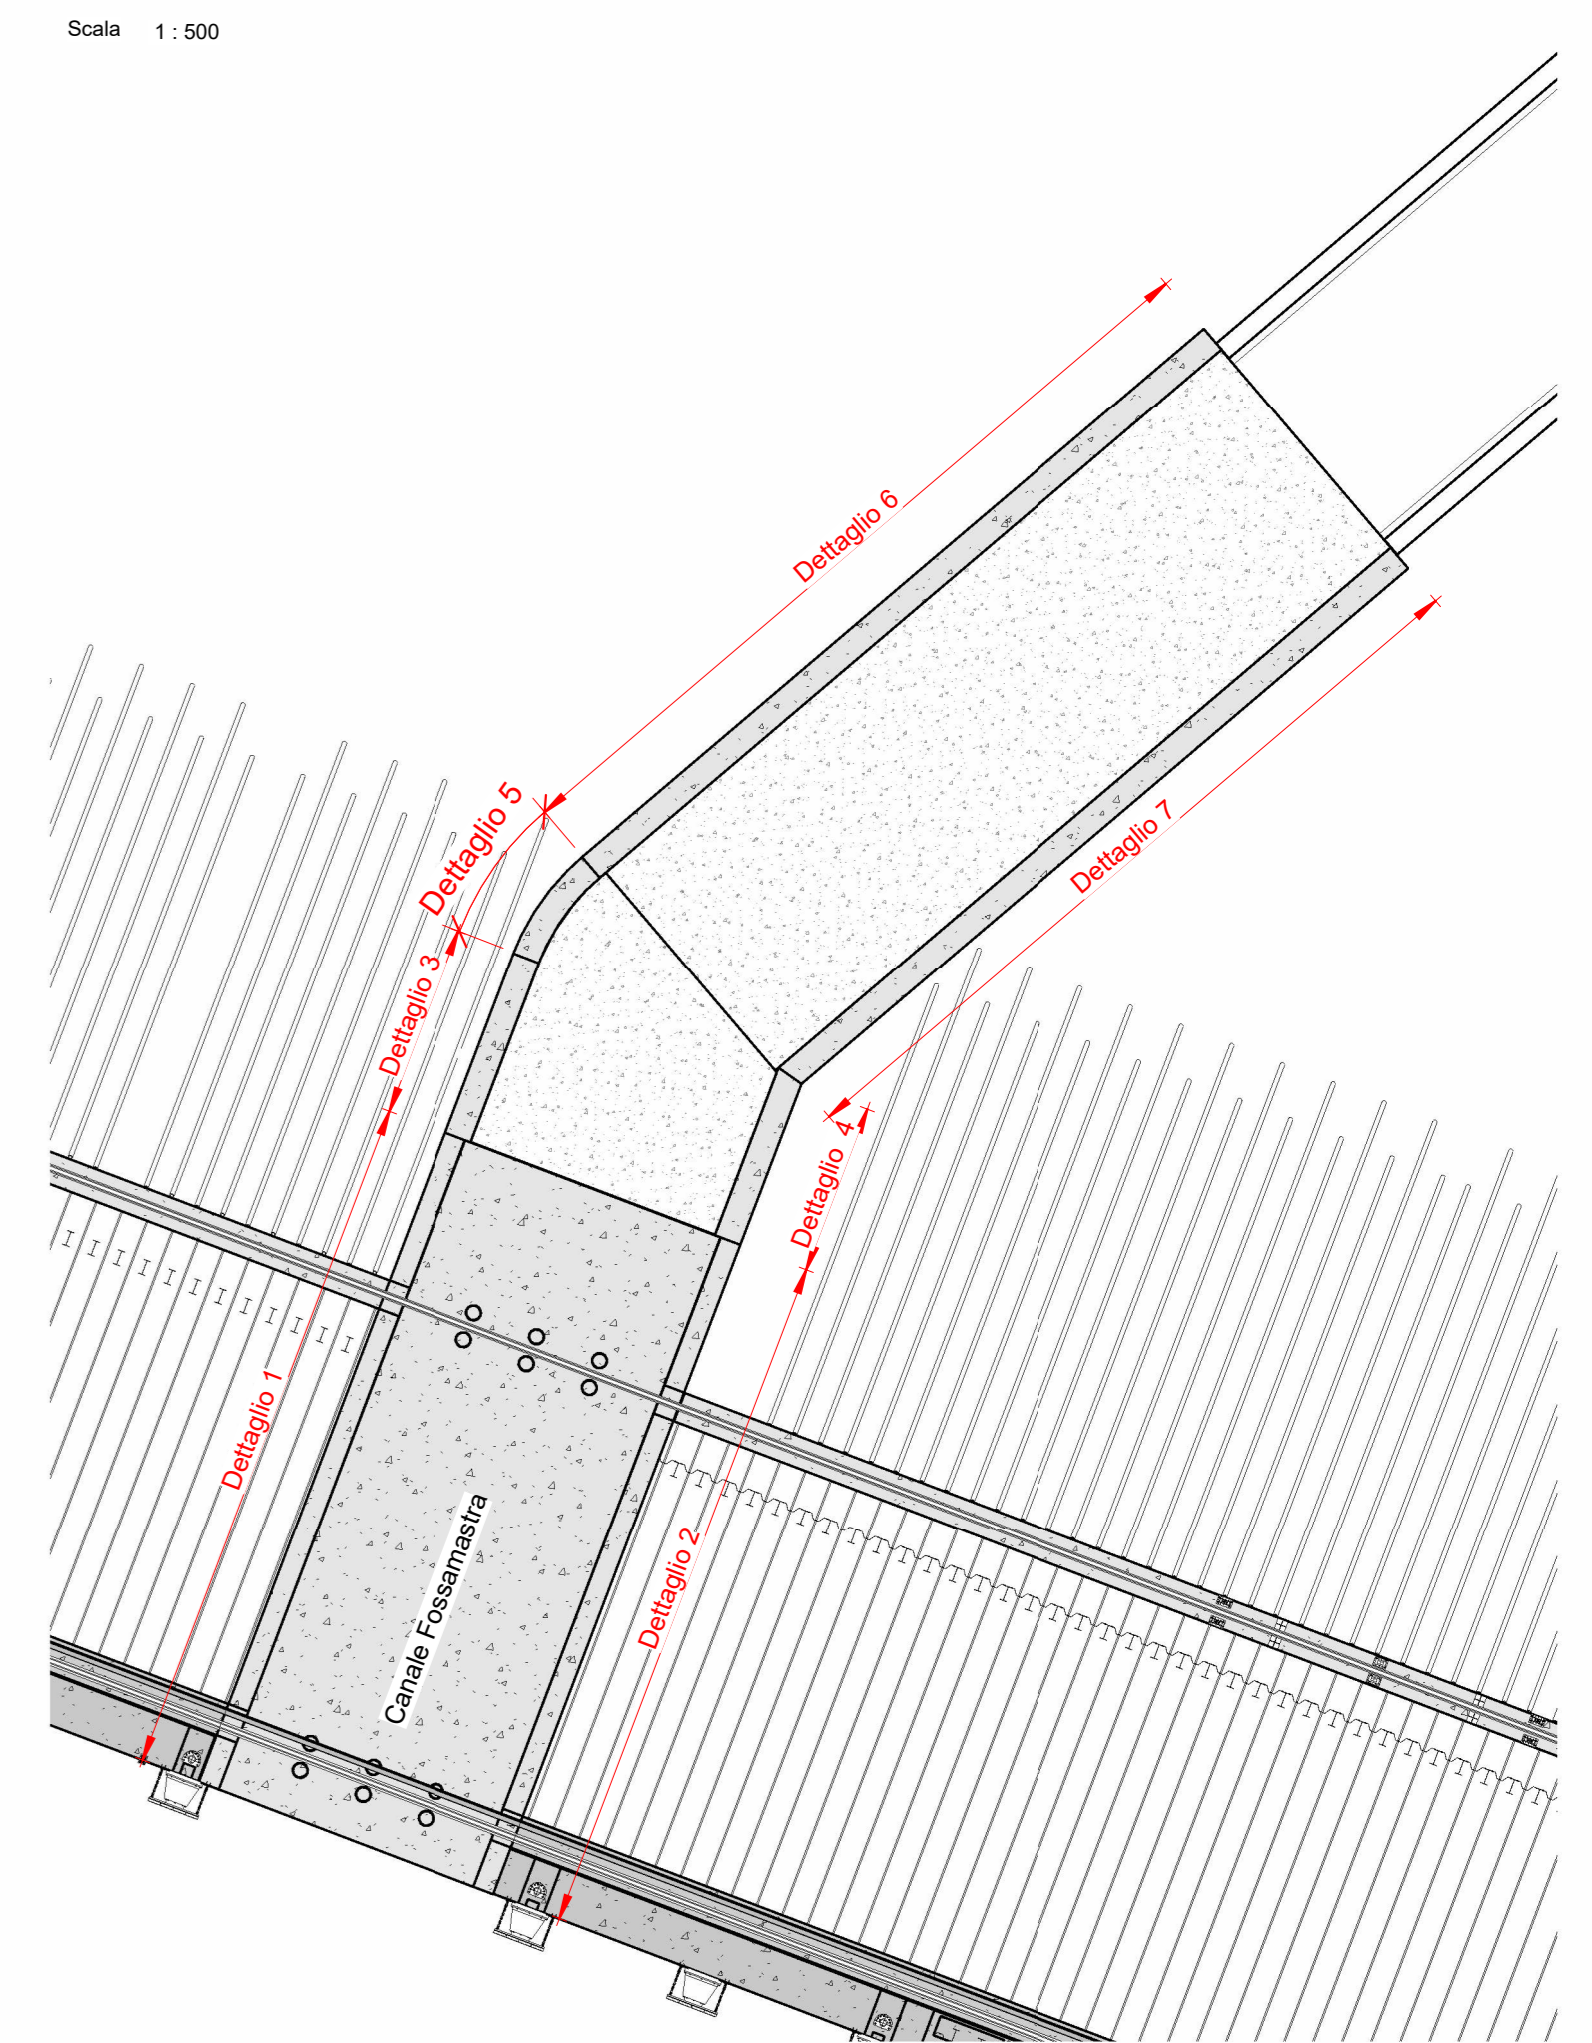 Scala 1 : 500
Dettaglio 6
Dettaglio 5
Dettaglio 7
Dettaglio 3
Dettaglio 4
Dettaglio 1
Dettaglio 2
Canale Fossamastra